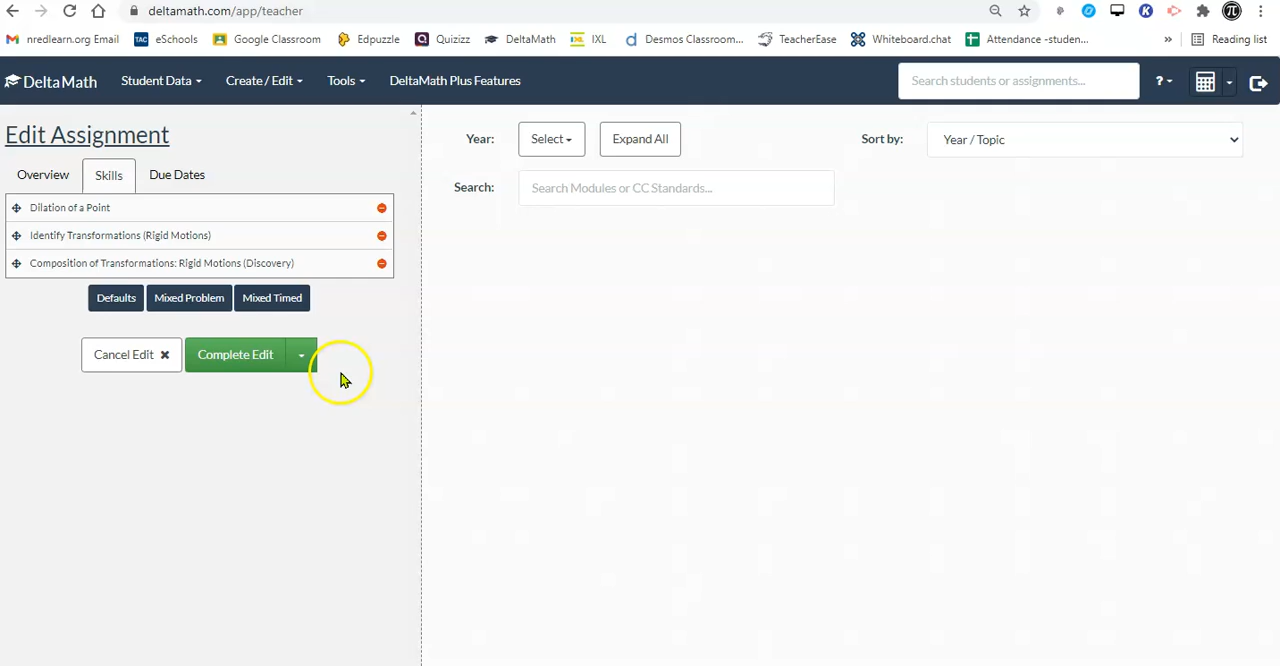 deltamath.com/app/teacher
nredlearn.org Email eSchools Google Classroom Edpuzzle Quizizz DeltaMath IXL Desmos Classroom... TeacherEase Whiteboard.chat Attendance -studen... » Reading list
DeltaMath Student Data Create / Edit Tools DeltaMath Plus Features Search students or assignments... ?
Edit Assignment
Year: Select Expand All Sort by: Year / Topic
Overview Skills Due Dates
Search: Search Modules or CC Standards...
Dilation of a Point
Identify Transformations (Rigid Motions)
Composition of Transformations: Rigid Motions (Discovery)
Defaults Mixed Problem Mixed Timed
Cancel Edit Complete Edit